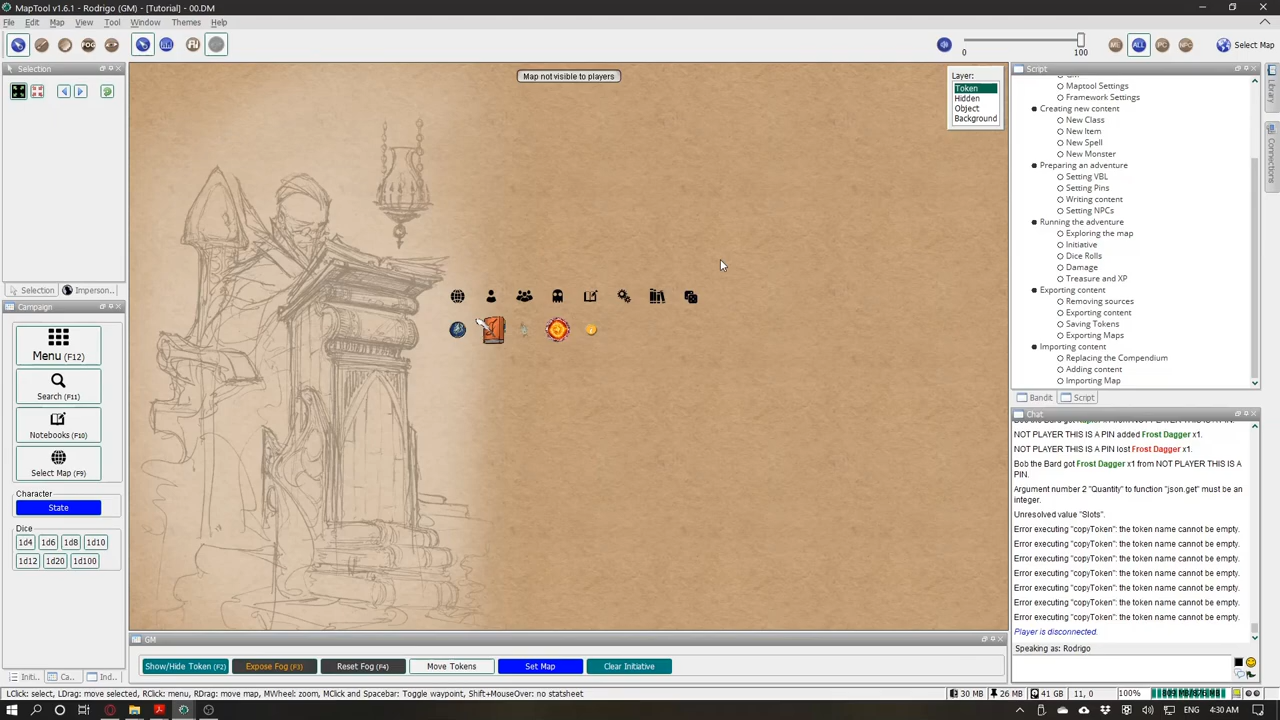 MapTool v1.6.1 - Rodrigo (GM) - [Tutorial] - 00.DM
File Edit Map View Tool Window Themes Help
FOG
0
100
ALL
PC
NPC
Select Map
Selection
Map not visible to players
Layer:
Token
Hidden
Object
Background
Script
Maptool Settings
Framework Settings
Creating new content
New Class
New Item
New Spell
New Monster
Preparing an adventure
Setting VBL
Setting Pins
Writing content
Setting NPCs
Running the adventure
Exploring the map
Initiative
Dice Rolls
Damage
Treasure and XP
Exporting content
Removing sources
Exporting content
Saving Tokens
Exporting Maps
Importing content
Replacing the Compendium
Adding content
Importing Map
Bandit
Script
Library
Connections
Selection
Imperson..
Campaign
Menu (F12)
Search (F11)
Notebooks (F10)
Select Map (F9)
Character
State
Dice
1d4 1d6 1d8 1d10
1d12 1d20 1d100
Initi..
Ca..
Ind..
Chat
NOT PLAYER THIS IS A PIN added Frost Dagger x1.
NOT PLAYER THIS IS A PIN lost Frost Dagger x1.
Bob the Bard got Frost Dagger x1 from NOT PLAYER THIS IS A
PIN.
Argument number 2 "Quantity" to function "json.get" must be an
integer.
Unresolved value "Slots".
Error executing "copyToken": the token name cannot be empty.
Error executing "copyToken": the token name cannot be empty.
Error executing "copyToken": the token name cannot be empty.
Error executing "copyToken": the token name cannot be empty.
Error executing "copyToken": the token name cannot be empty.
Error executing "copyToken": the token name cannot be empty.
Error executing "copyToken": the token name cannot be empty.
Player is disconnected.
Speaking as: Rodrigo
GM
Show/Hide Token (F2)
Expose Fog (F3)
Reset Fog (F4)
Move Tokens
Set Map
Clear Initiative
LClick: select, LDrag: move selected, RClick: menu, RDrag: move map, MWheel: zoom, MClick and Spacebar: Toggle waypoint, Shift+MouseOver: no statsheet
30 MB
26 MB
41 GB
11, 0
100%
ENG
4:30 AM